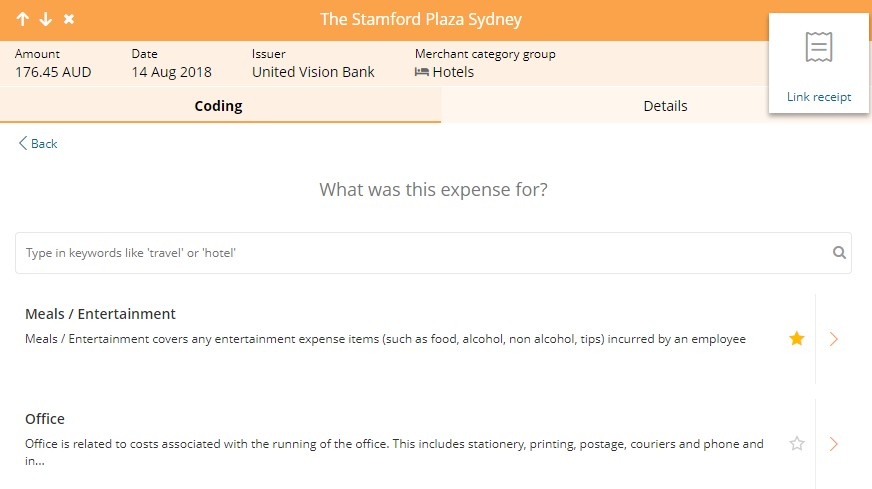 The Stamford Plaza Sydney
Amount
176.45 AUD
Date
14 Aug 2018
Issuer
United Vision Bank
Merchant category group
Hotels
Link receipt
Coding
Details
Back
What was this expense for?
Type in keywords like 'travel' or 'hotel'
Meals / Entertainment
Meals / Entertainment covers any entertainment expense items (such as food, alcohol, non alcohol, tips) incurred by an employee
Office
Office is related to costs associated with the running of the office. This includes stationery, printing, postage, couriers and phone and
in...